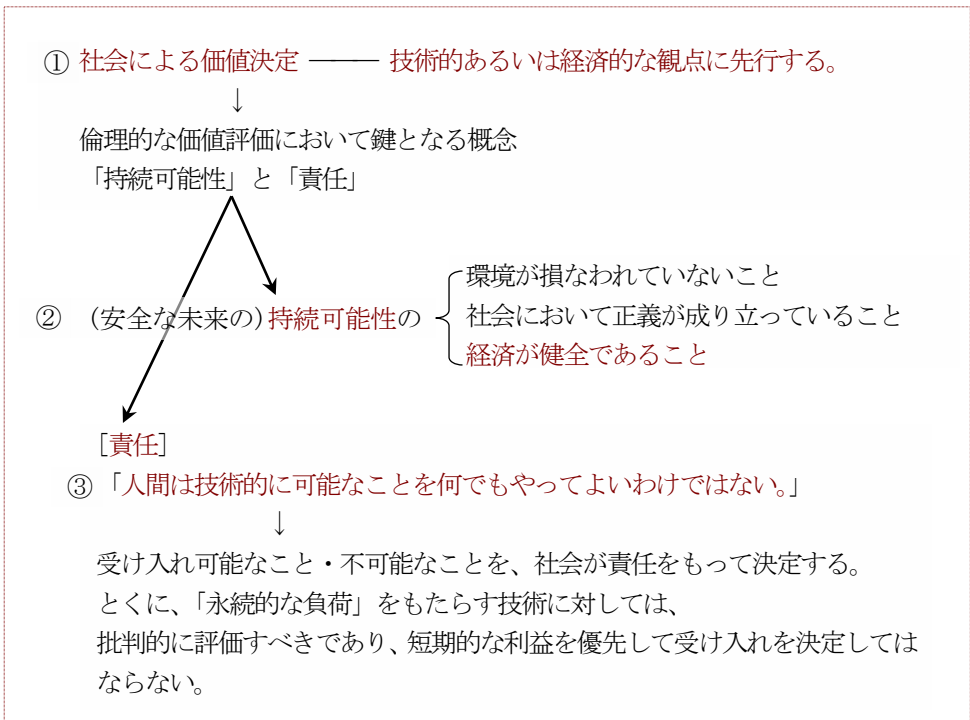 ① 社会による価値決定 ――― 技術的あるいは経済的な観点に先行する。
↓
倫理的な価値評価において鍵となる概念
「持続可能性」と「責任」
環境が損なわれていないこと
② (安全な未来の)持続可能性の 社会において正義が成り立っていること
経済が健全であること
[責任]
③「人間は技術的に可能なことを何でもやってよいわけではない。」
↓
受け入れ可能なこと・不可能なことを、社会が責任をもって決定する。
とくに、「永続的な負荷」をもたらす技術に対しては、
批判的に評価すべきであり、短期的な利益を優先して受け入れを決定しては
ならない。